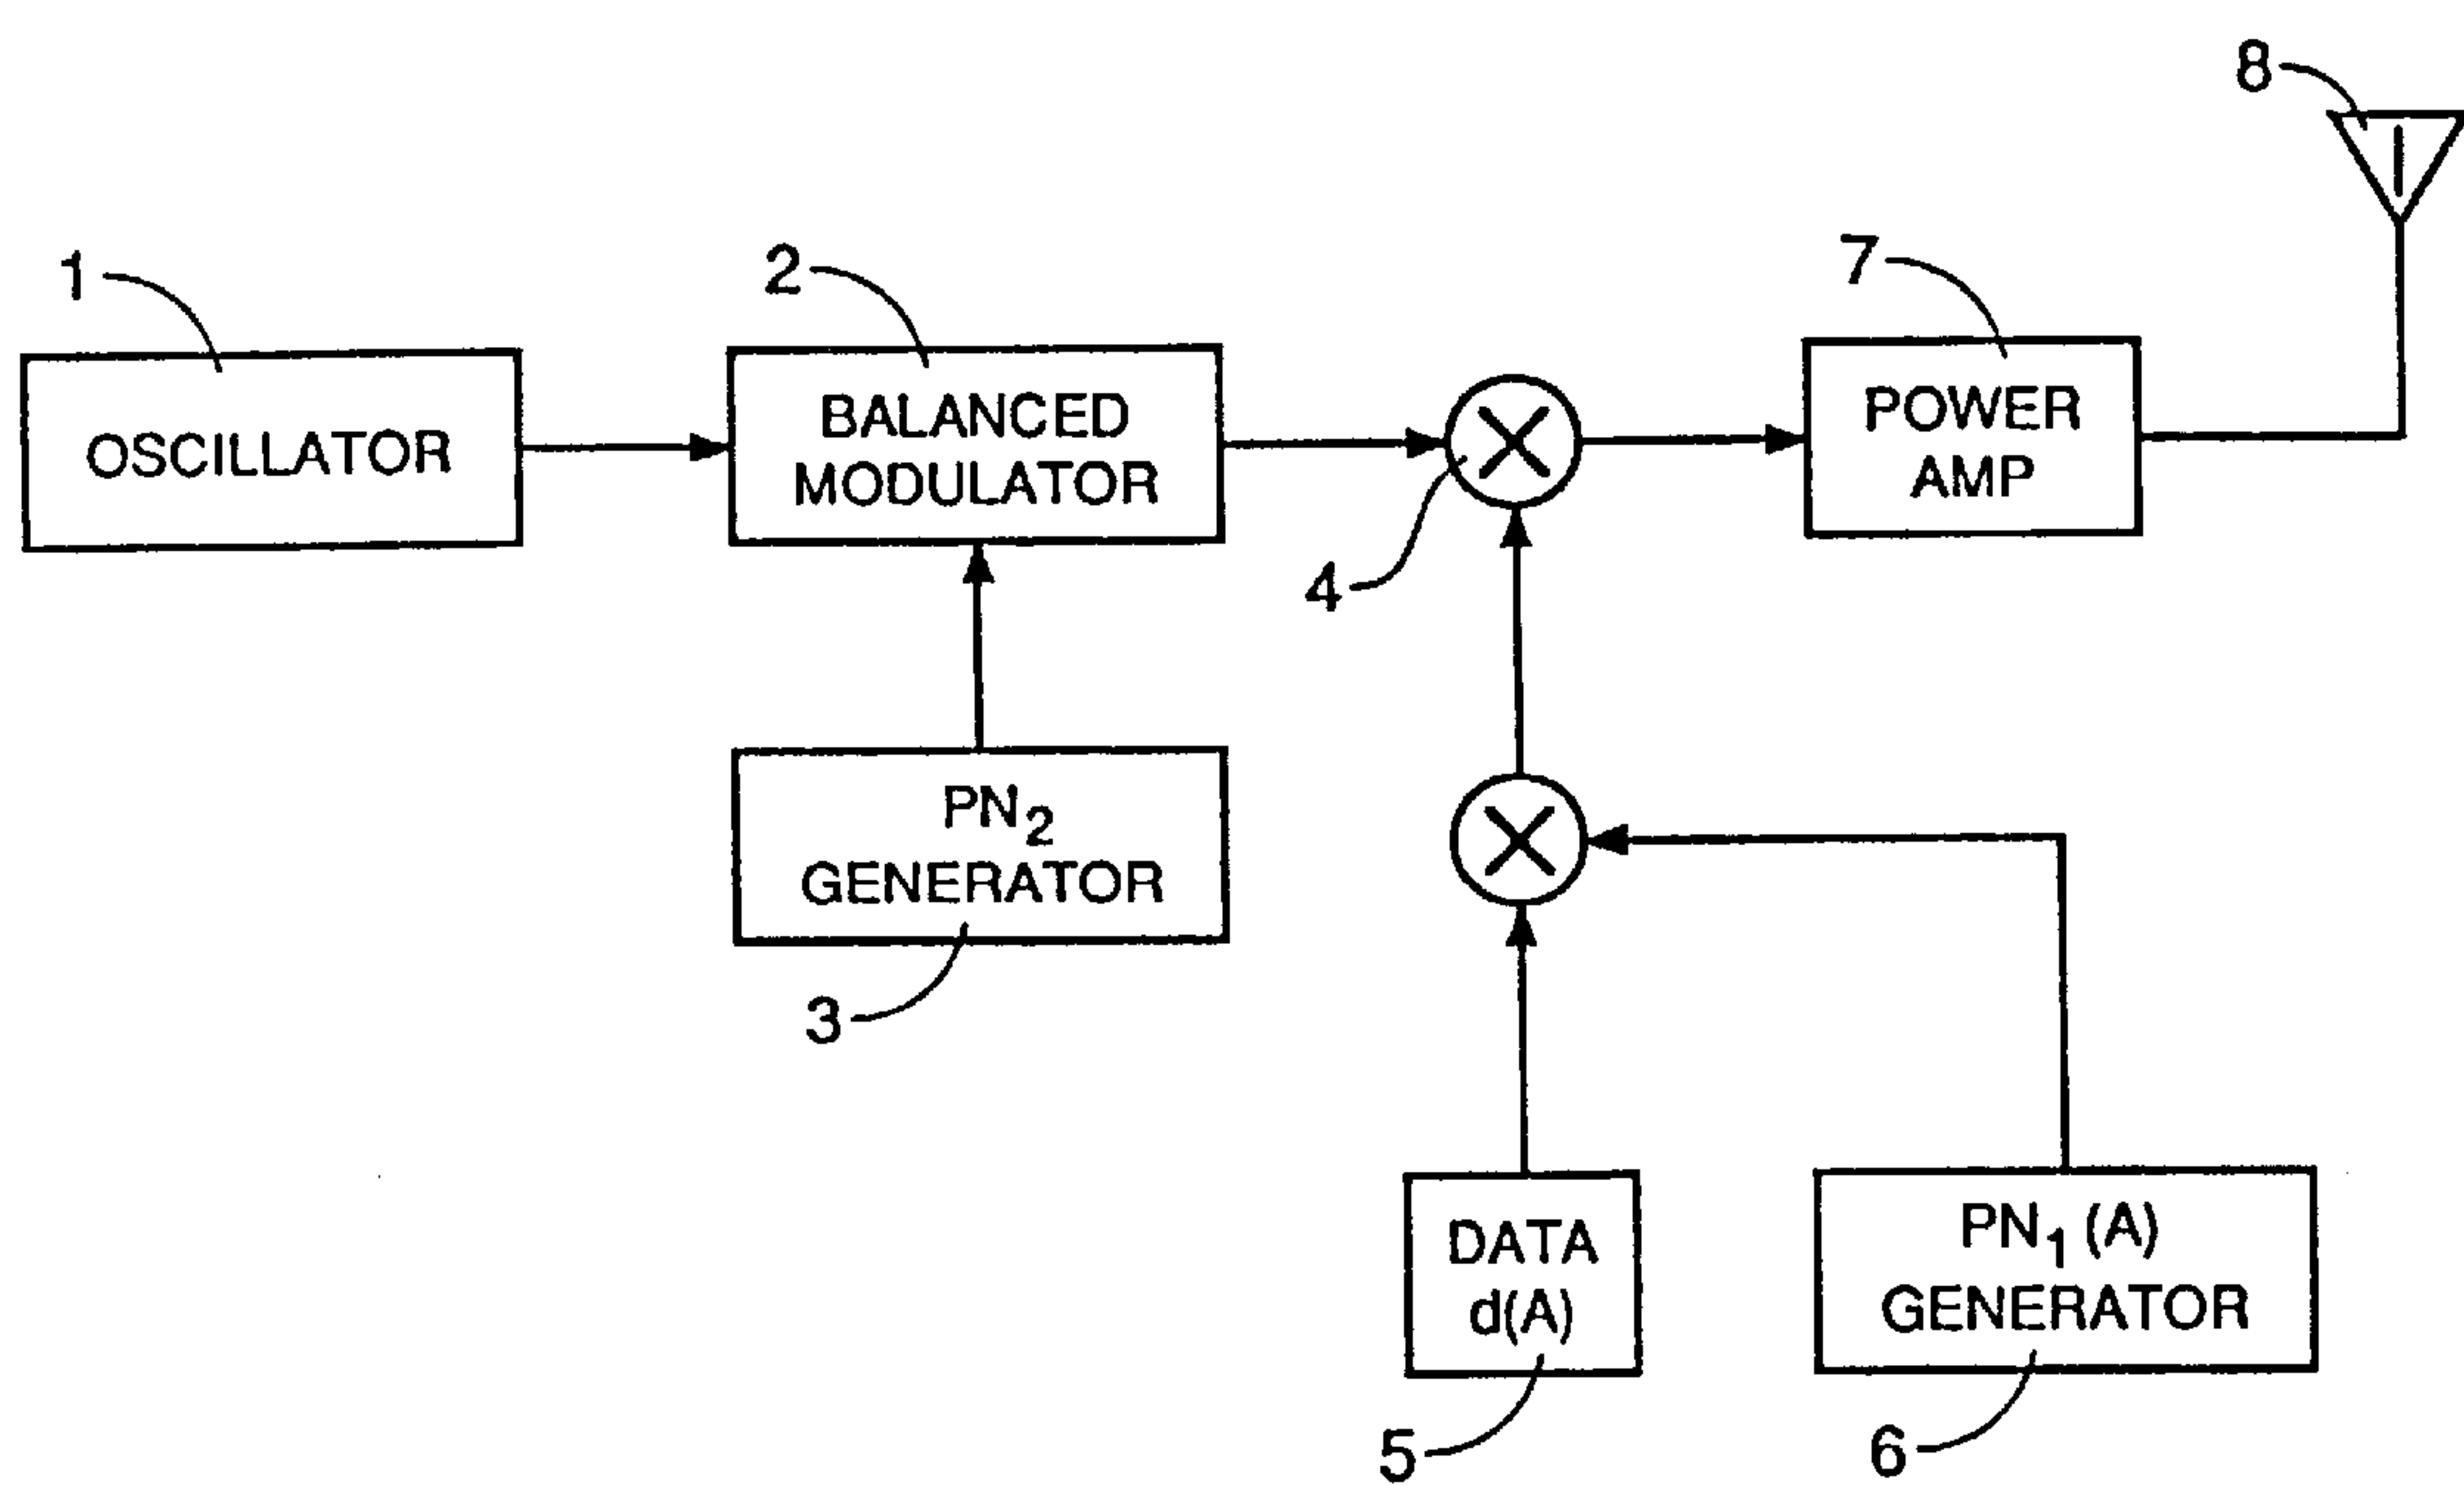 8
1
2
7
OSCILLATOR
BALANCED
MODULATOR
POWER
AMP
4
PN2
GENERATOR
3
DATA
d(A)
PN1(A)
GENERATOR
5
6